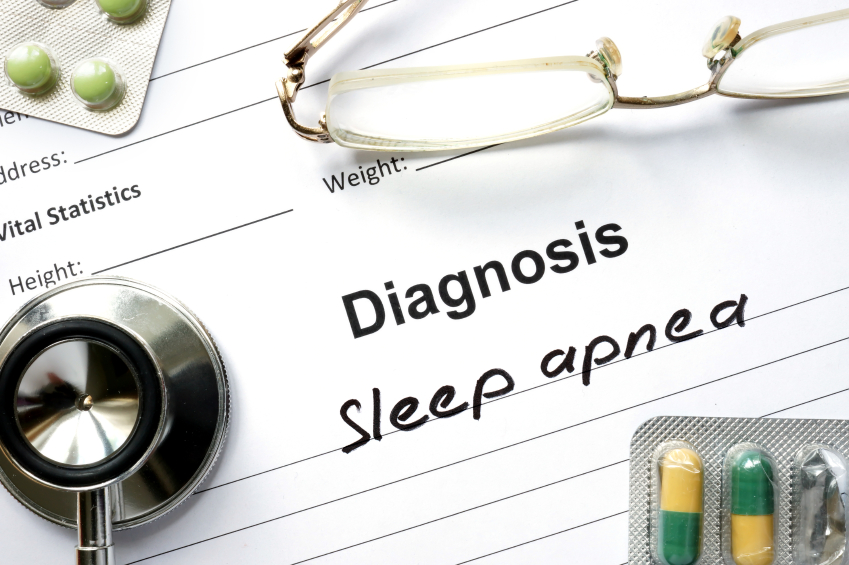 ddress:
Vital Statistics
Weight:
Height:
Diagnosis
Sleep apnea